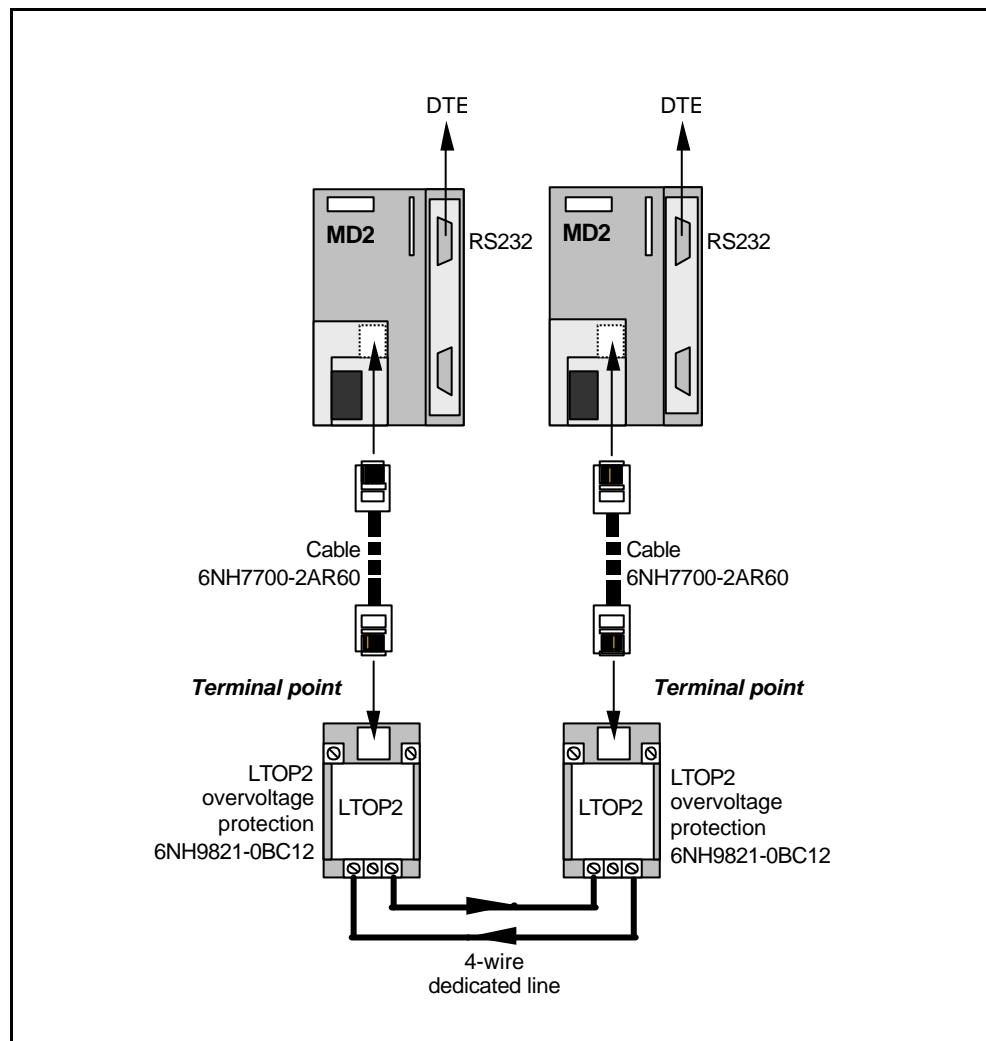 DTE
DTE
MD2
RS232
MD2
RS232
Cable
6NH7700-2AR60
Cable
6NH7700-2AR60
Terminal point
Terminal point
LTOP2
overvoltage
protection
6NH9821-0BC12
LTOP2
LTOP2
LTOP2
overvoltage
protection
6NH9821-0BC12
4-wire
dedicated line